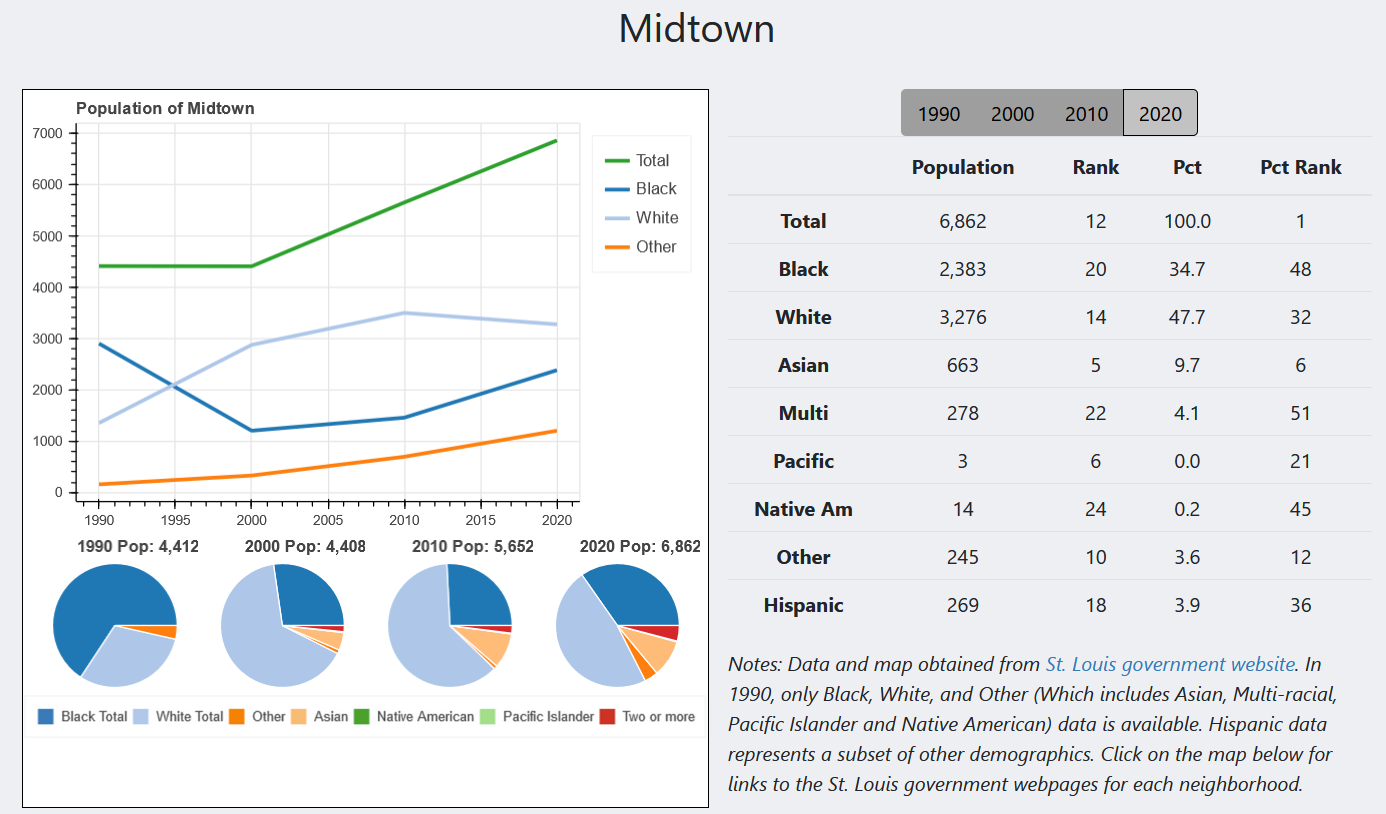 Midtown
Population of Midtown
7000
6000
5000
4000
3000
2000
1000
0
1990 1995 2000 2005 2010 2015 2020
Total
Black
White
Other
1990 Pop: 4,412 2000 Pop: 4,408 2010 Pop: 5,652 2020 Pop: 6,862
Black Total White Total Other Asian Native American Pacific Islander Two or more
1990 2000 2010 2020
Population Rank Pct Pct Rank
Total 6,862 12 100.0 1
Black 2,383 20 34.7 48
White 3,276 14 47.7 32
Asian 663 5 9.7 6
Multi 278 22 4.1 51
Pacific 3 6 0.0 21
Native Am 14 24 0.2 45
Other 245 10 3.6 12
Hispanic 269 18 3.9 36
Notes: Data and map obtained from St. Louis government website. In
1990, only Black, White, and Other (Which includes Asian, Multi-racial,
Pacific Islander and Native American) data is available. Hispanic data
represents a subset of other demographics. Click on the map below for
links to the St. Louis government webpages for each neighborhood.